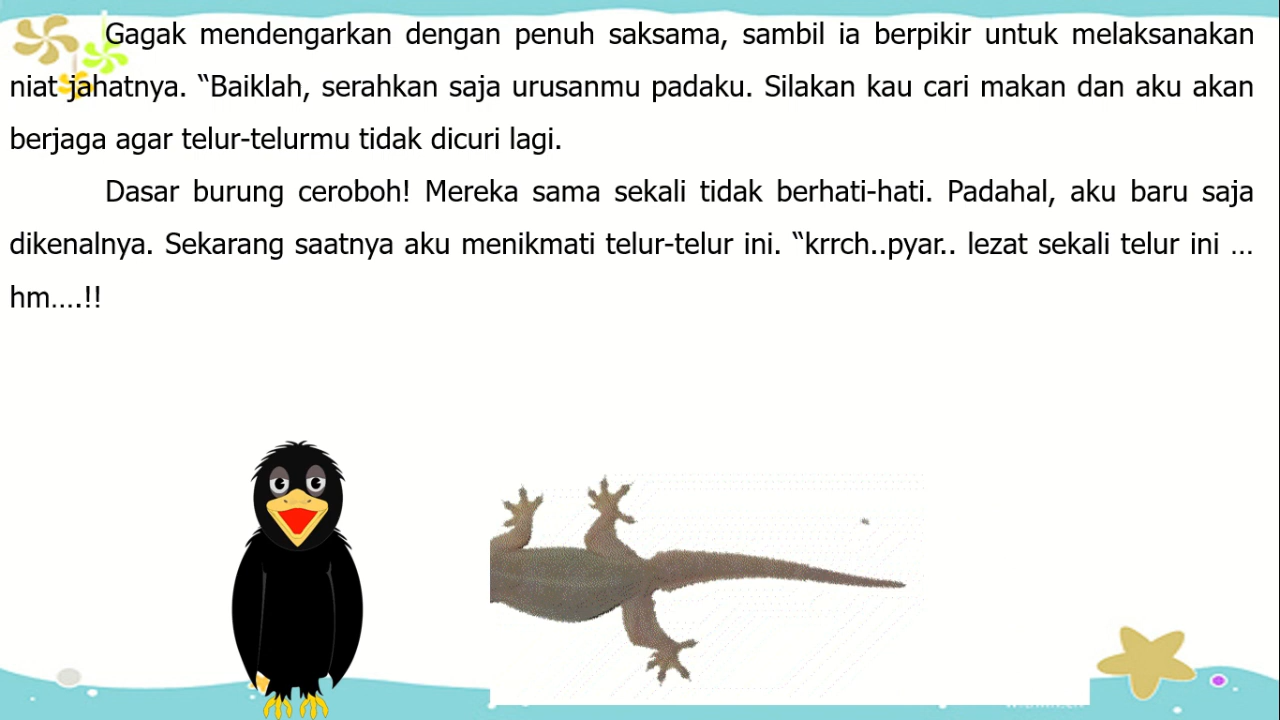 Gagak mendengarkan dengan penuh saksama, sambil ia berpikir untuk melaksanakan
niat jahatnya. “Baiklah, serahkan saja urusanmu padaku. Silakan kau cari makan dan aku akan
berjaga agar telur-telurmu tidak dicuri lagi.
Dasar burung ceroboh! Mereka sama sekali tidak berhati-hati. Padahal, aku baru saja
dikenalnya. Sekarang saatnya aku menikmati telur-telur ini. “krrch..pyar.. lezat sekali telur ini …
hm….!!